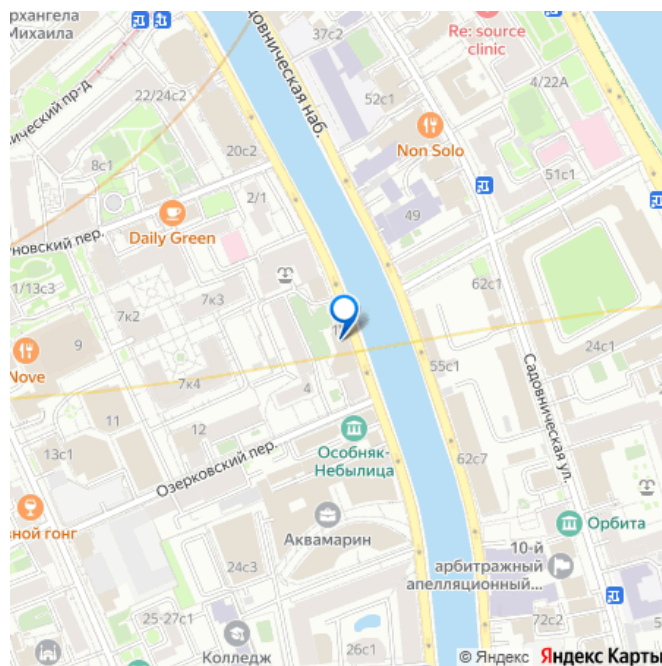 рхангела
Михаила
37с2
Re: source
clinic
довническая наб.
22/24с2
4/22А
нический пр-д
52с1
20с2
Non Solo
8с1
51с1
2/1
49
новский пер.
Daily Green
62с1
1/13с3
7к3
7к2
9
24с1
Nove
55с1
7к4
4
Садовническая ул.
11
12
Особняк-
Небылица
13с1
62с7
Озерковский пер.
вной гонг
Орбита
Аквамарин
10-й
арбитражный
апелляционный...
24с3
25-27с1
72с2
Колледж
26с1
© Яндекс Яндекс Карты